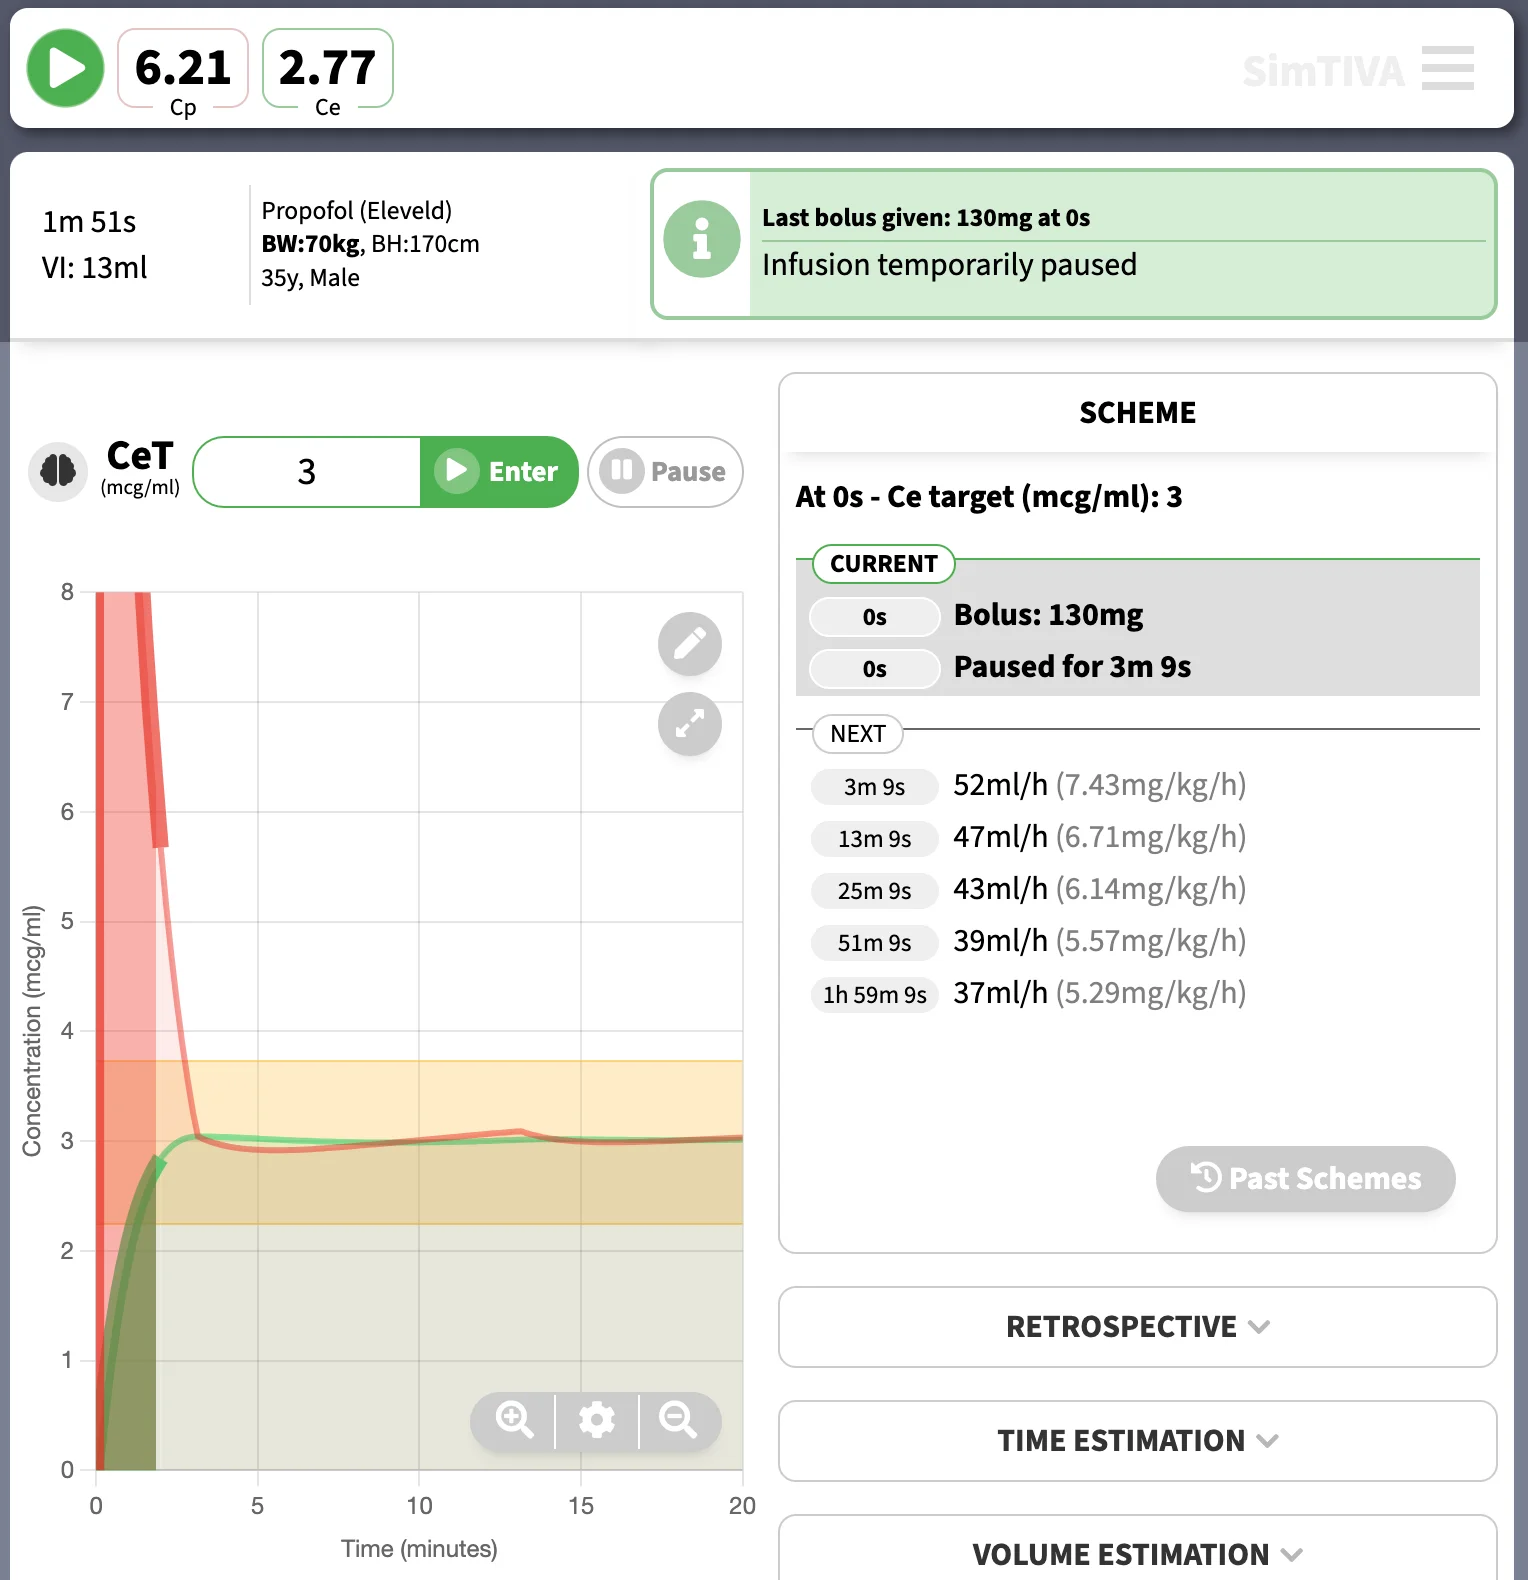 6.21
Cp
2.77
Ce
SimTIVA
1m 51s
VI: 13ml
Propofol (Eleveld)
BW:70kg, BH:170cm
35y, Male
Last bolus given: 130mg at 0s
Infusion temporarily paused
CeT
(mcg/ml)
3
Enter
Pause
8
7
6
5
4
3
2
1
0
Concentration (mcg/ml)
0 5 10 15 20
Time (minutes)
SCHEME
At 0s - Ce target (mcg/ml): 3
CURRENT
0s Bolus: 130mg
0s Paused for 3m 9s
NEXT
3m 9s 52ml/h (7.43mg/kg/h)
13m 9s 47ml/h (6.71mg/kg/h)
25m 9s 43ml/h (6.14mg/kg/h)
51m 9s 39ml/h (5.57mg/kg/h)
1h 59m 9s 37ml/h (5.29mg/kg/h)
Past Schemes
RETROSPECTIVE
TIME ESTIMATION
VOLUME ESTIMATION